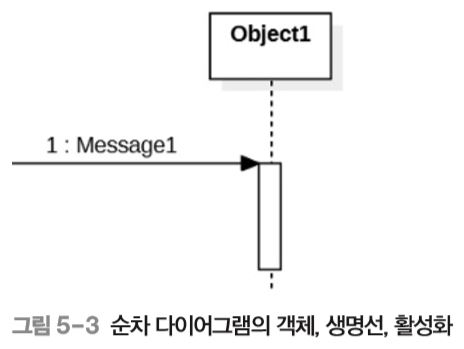 Object1
1 : Message1
그림 5-3 순차 다이어그램의 객체, 생명선, 활성화